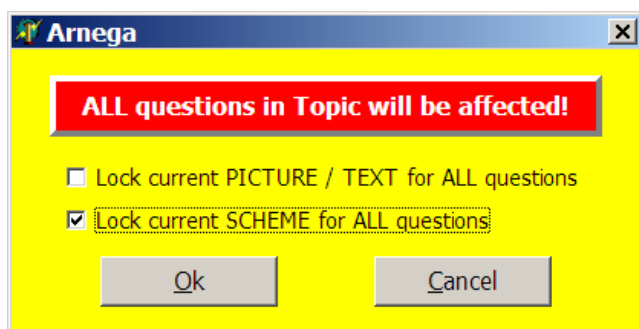 Arnega
ALL questions in Topic will be affected!
Lock current PICTURE / TEXT for ALL questions
Lock current SCHEME for ALL questions
Ok Cancel